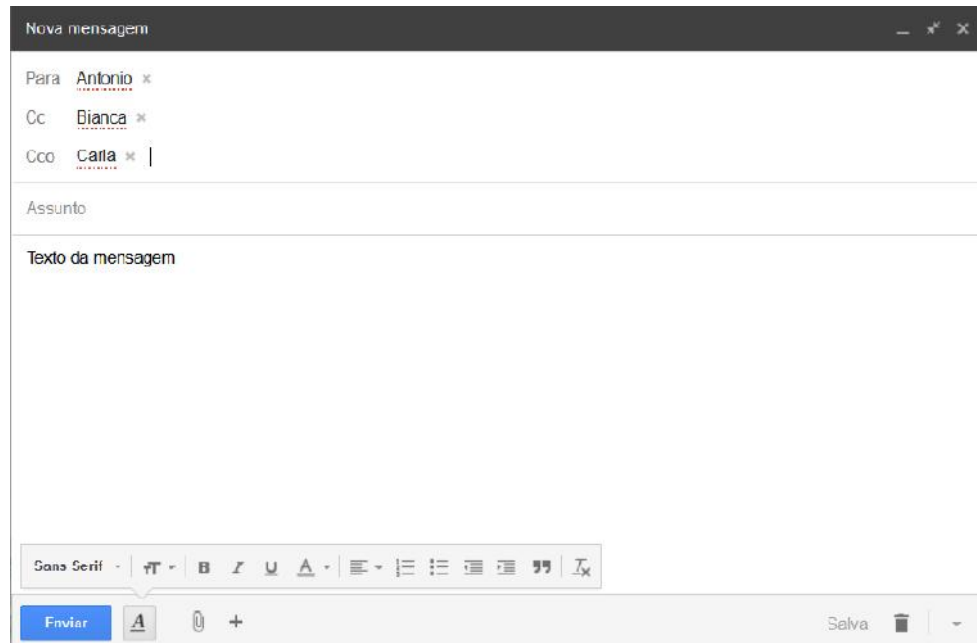 Nova mensagem
Para Antonio
Cc Bianca
Cco Carla
Assunto
Texto da mensagem
Sans Serif T B I U A T
Enviar A Salva